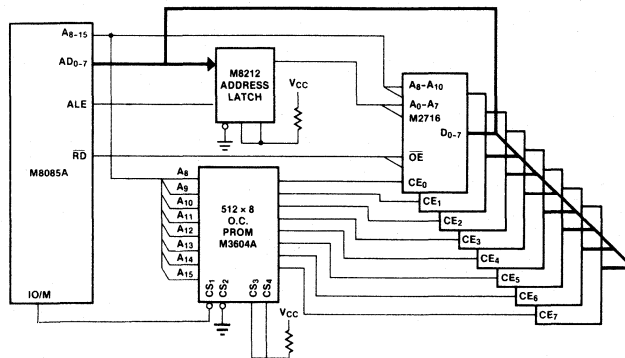 A8–15
AD0–7
ALE
RD
M8085A
IO/M
M8212
ADDRESS
LATCH
VCC
A8–A10
A0–A7
M2716
D0–7
OE
CE0
CE1
CE2
CE3
CE4
CE5
CE6
CE7
A8
A9
A10
A11
A12
A13
A14
A15
512 × 8
O.C.
PROM
M3604A
CS1
CS2
CS3
CS4
VCC